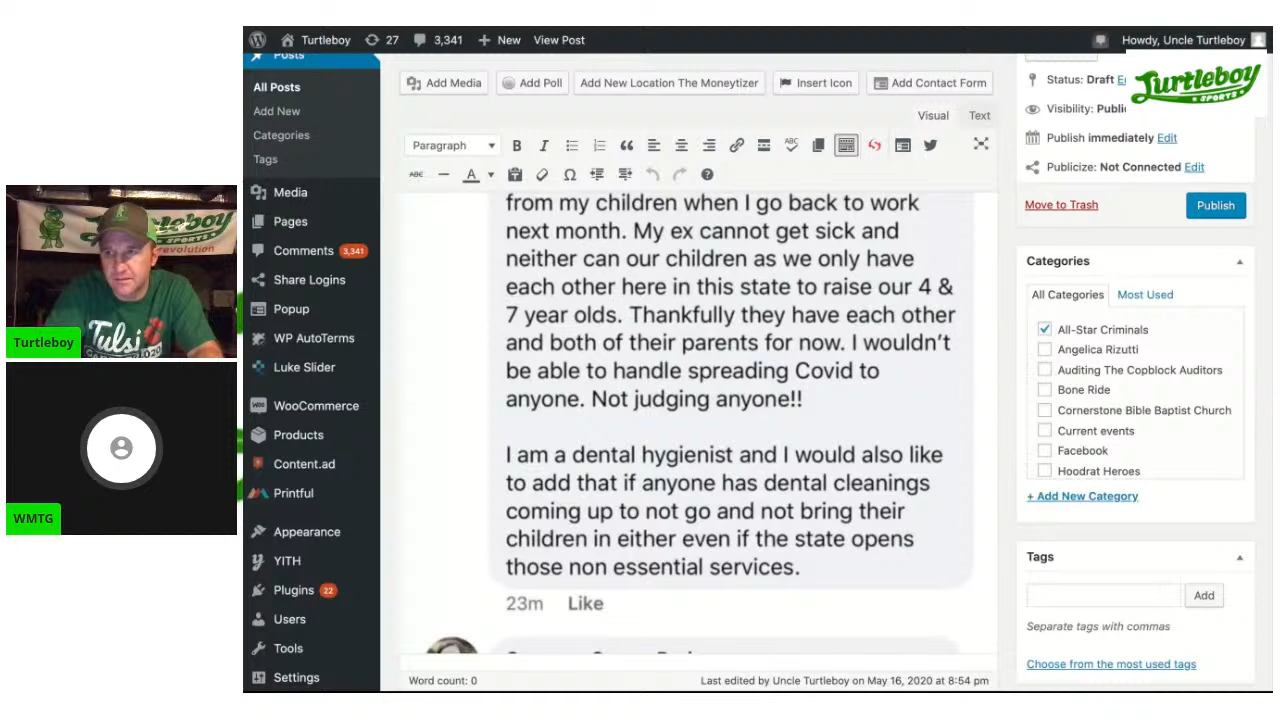 Turtleboy
27
3,341
New
View Post
Howdy, Uncle Turtleboy
Posts
All Posts
Add New
Categories
Tags
Media
Pages
Comments 3,341
Share Logins
Popup
WP AutoTerms
Luke Slider
WooCommerce
Products
Content.ad
Printful
Appearance
YITH
Plugins 22
Users
Tools
Settings
Turtleboy
SPORTS
revolution
Tulsi
2020
Turtleboy
WMTG
Add Media
Add Poll
Add New Location The Moneytizer
Insert Icon
Add Contact Form
Visual
Text
Paragraph
B
I
ABC
ABC
A
Ω
from my children when I go back to work
next month. My ex cannot get sick and
neither can our children as we only have
each other here in this state to raise our 4 &
7 year olds. Thankfully they have each other
and both of their parents for now. I wouldn't
be able to handle spreading Covid to
anyone. Not judging anyone!!
I am a dental hygienist and I would also like
to add that if anyone has dental cleanings
coming up to not go and not bring their
children in either even if the state opens
those non essential services.
23m Like
Word count: 0
Last edited by Uncle Turtleboy on May 16, 2020 at 8:54 pm
Turtleboy
SPORTS
Status: Draft
Visibility:
Publish immediately Edit
Publicize: Not Connected Edit
Move to Trash
Publish
Categories
All Categories
Most Used
All-Star Criminals
Angelica Rizutti
Auditing The Copblock Auditors
Bone Ride
Cornerstone Bible Baptist Church
Current events
Facebook
Hoodrat Heroes
+ Add New Category
Tags
Add
Separate tags with commas
Choose from the most used tags